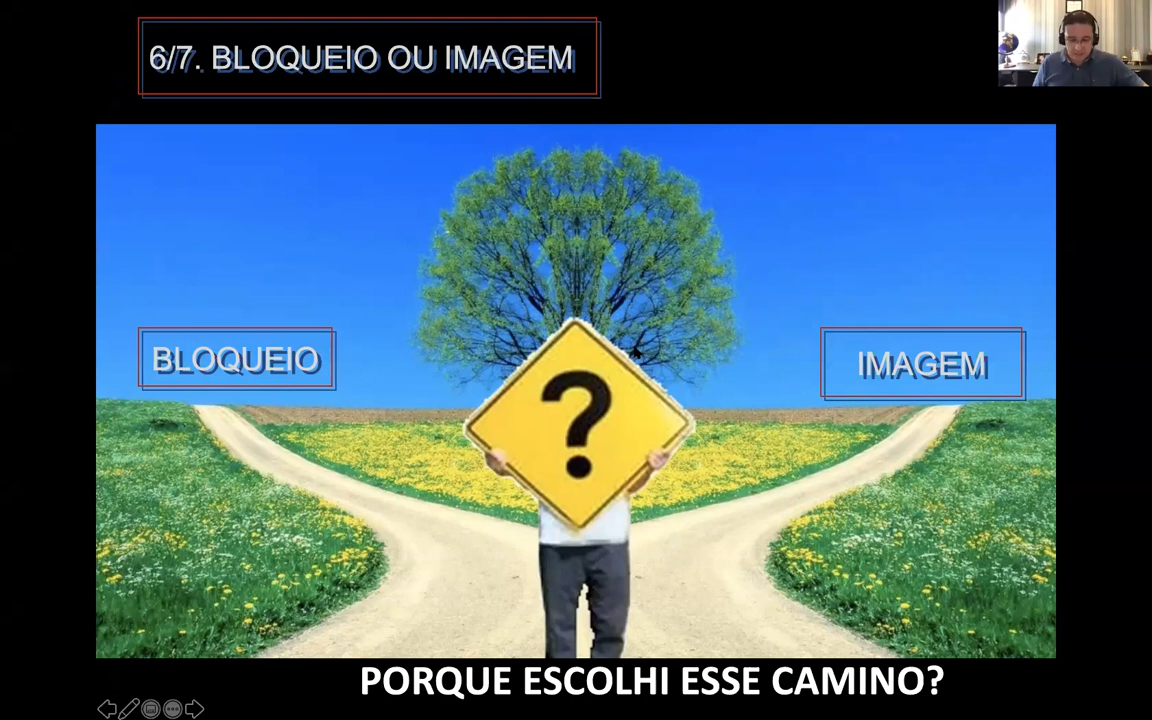 6/7. BLOQUEIO OU IMAGEM
BLOQUEIO
IMAGEM
?
PORQUE ESCOLHI ESSE CAMINO?